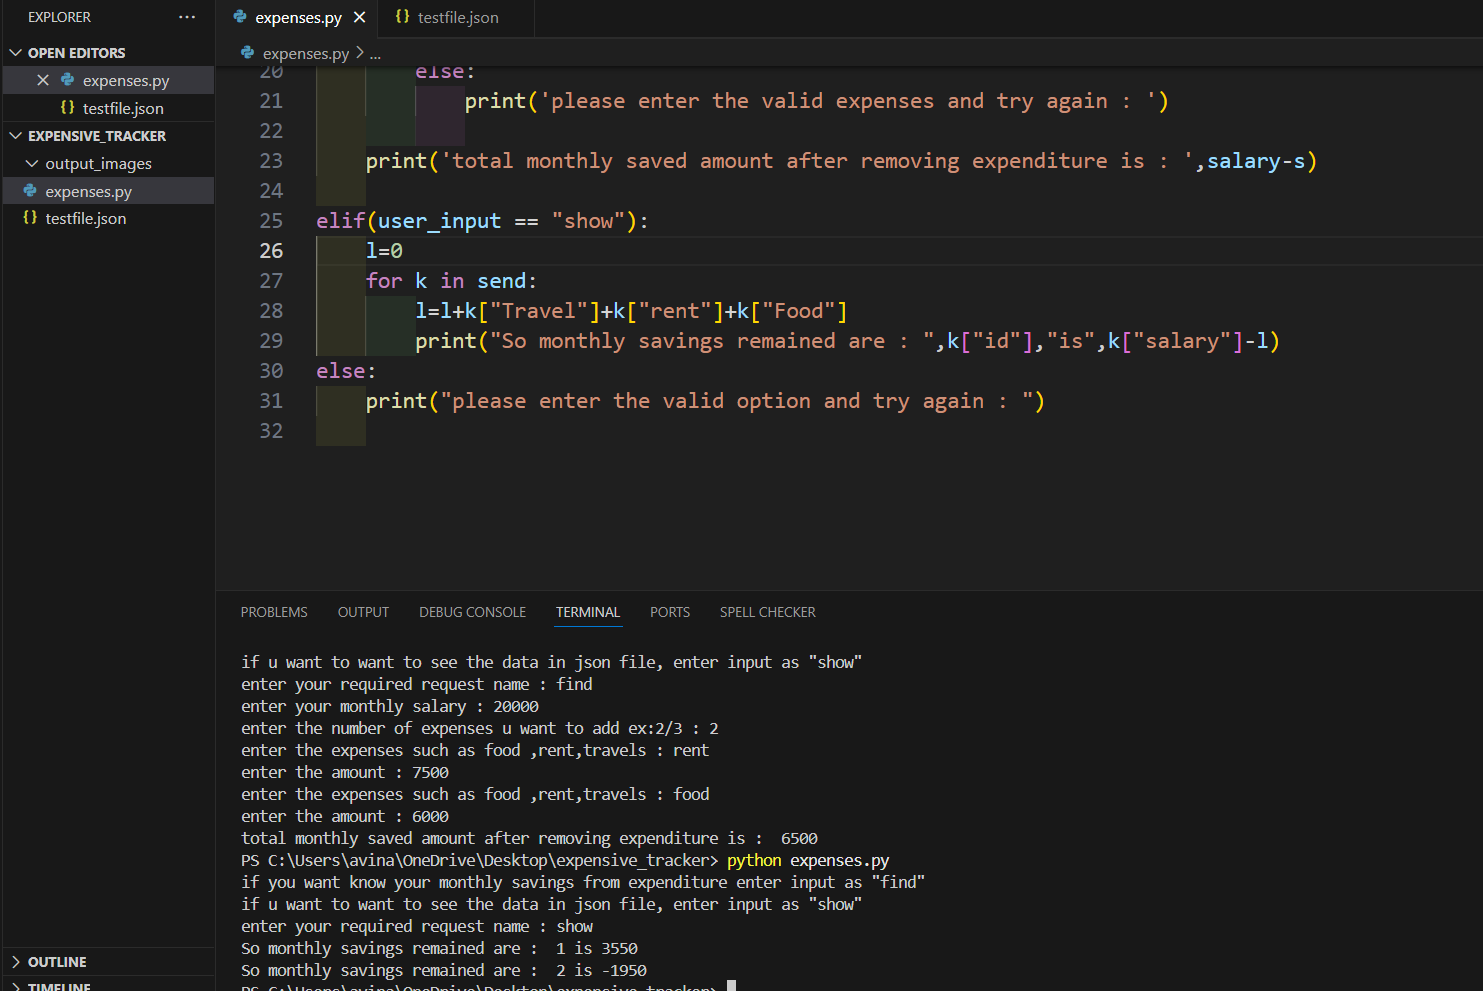 EXPLORER
OPEN EDITORS
expenses.py
testfile.json
EXPENSIVE_TRACKER
output_images
expenses.py
testfile.json
OUTLINE
TIMELINE
expenses.py
testfile.json
expenses.py > ...
20 else:
21 print('please enter the valid expenses and try again : ')
22
23 print('total monthly saved amount after removing expenditure is : ',salary-s)
24
25 elif(user_input == "show"):
26 l=0
27 for k in send:
28 l=l+k["Travel"]+k["rent"]+k["Food"]
29 print("So monthly savings remained are : ",k["id"],"is",k["salary"]-l)
30 else:
31 print("please enter the valid option and try again : ")
32
PROBLEMS OUTPUT DEBUG CONSOLE TERMINAL PORTS SPELL CHECKER
if u want to want to see the data in json file, enter input as "show"
enter your required request name : find
enter your monthly salary : 20000
enter the number of expenses u want to add ex:2/3 : 2
enter the expenses such as food ,rent,travels : rent
enter the amount : 7500
enter the expenses such as food ,rent,travels : food
enter the amount : 6000
total monthly saved amount after removing expenditure is :  6500
PS C:\Users\avina\OneDrive\Desktop\expensive_tracker> python expenses.py
if you want know your monthly savings from expenditure enter input as "find"
if u want to want to see the data in json file, enter input as "show"
enter your required request name : show
So monthly savings remained are :  1 is 3550
So monthly savings remained are :  2 is -1950
PS C:\Users\avina\OneDrive\Desktop\expensive_tracker>